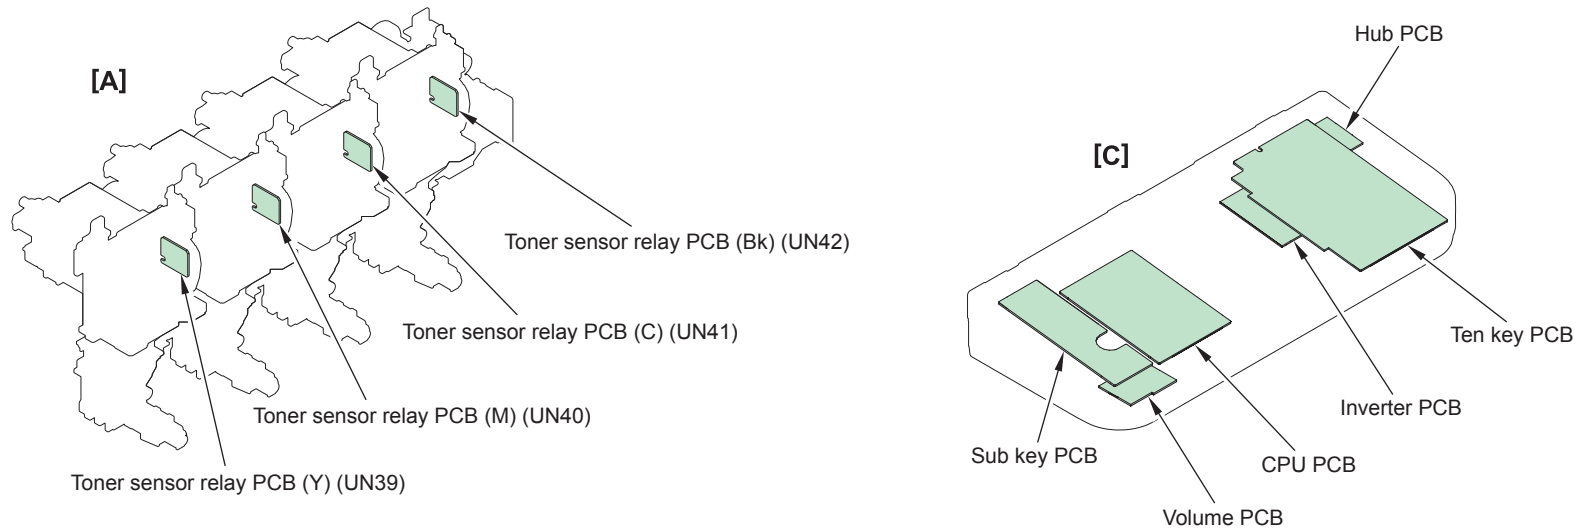 [A]
Toner sensor relay PCB (Bk) (UN42)
Toner sensor relay PCB (C) (UN41)
Toner sensor relay PCB (M) (UN40)
Toner sensor relay PCB (Y) (UN39)
[C]
Hub PCB
Ten key PCB
Inverter PCB
CPU PCB
Sub key PCB
Volume PCB